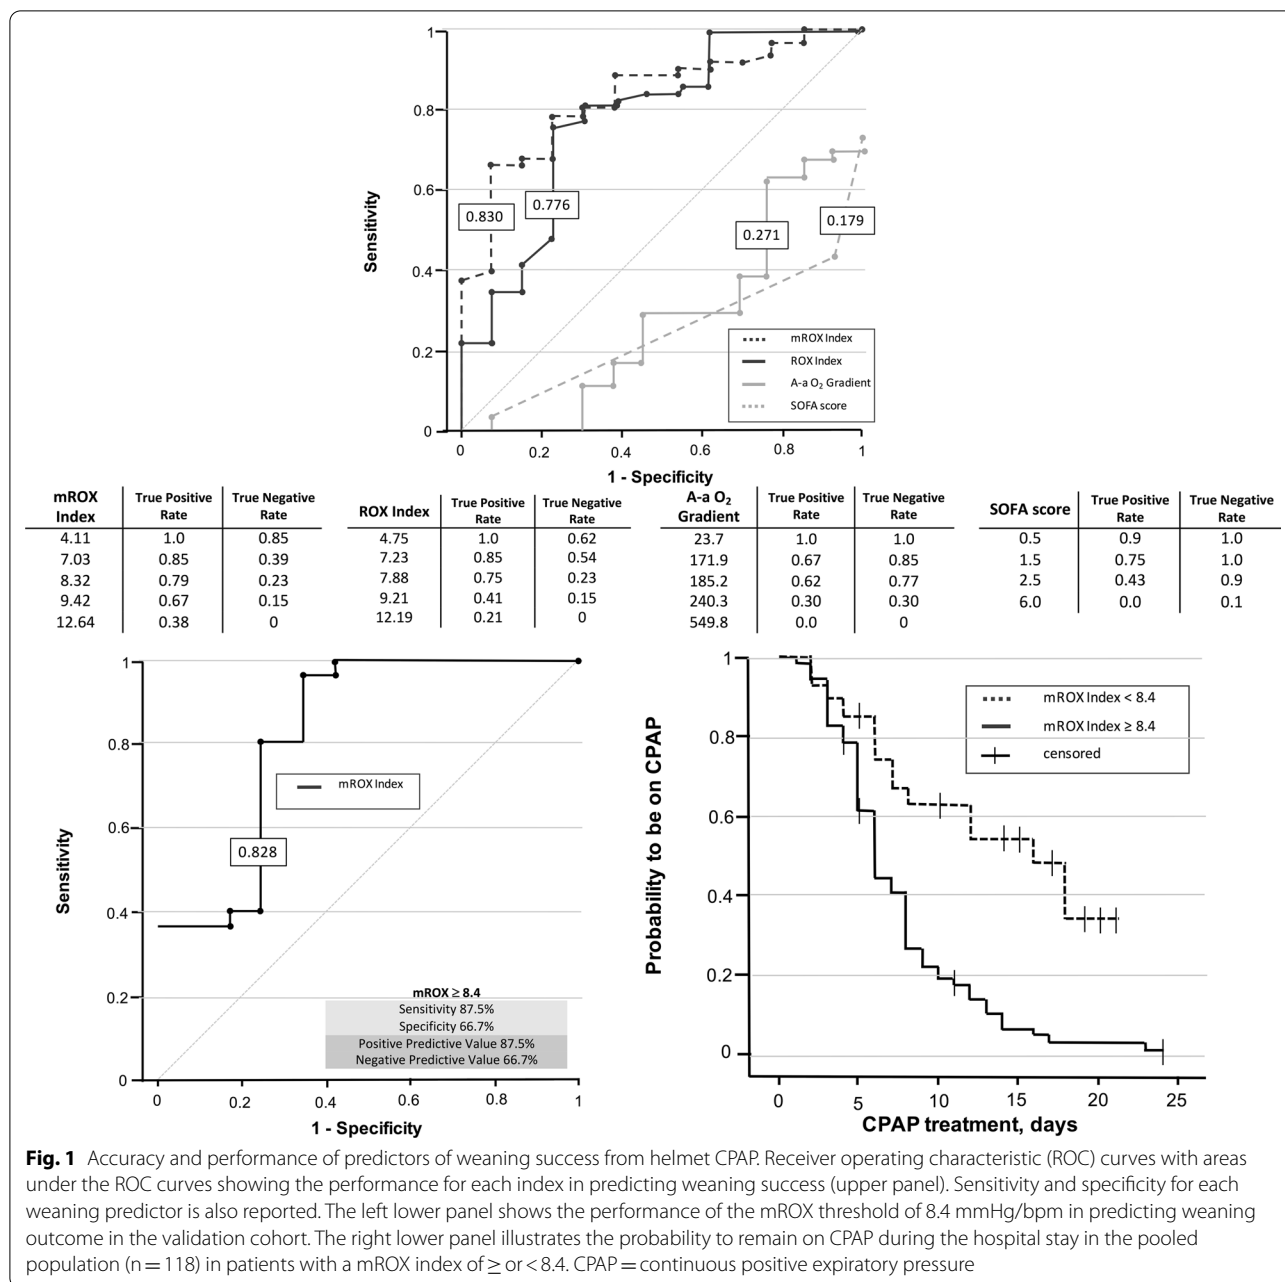 1
0.8
0.6
0.4
0.2
0
Sensitivity
0.830
0.776
0.271
0.179
mROX Index
ROX Index
A-a O₂ Gradient
SOFA score
0 0.2 0.4 0.6 0.8 1
1 - Specificity
mROX Index True Positive Rate True Negative Rate
4.11 1.0 0.85
7.03 0.85 0.39
8.32 0.79 0.23
9.42 0.67 0.15
12.64 0.38 0
ROX Index True Positive Rate True Negative Rate
4.75 1.0 0.62
7.23 0.85 0.54
7.88 0.75 0.23
9.21 0.41 0.15
12.19 0.21 0
A-a O₂ Gradient True Positive Rate True Negative Rate
23.7 1.0 1.0
171.9 0.67 0.85
185.2 0.62 0.77
240.3 0.30 0.30
549.8 0.0 0
SOFA score True Positive Rate True Negative Rate
0.5 0.9 1.0
1.5 0.75 1.0
2.5 0.43 0.9
6.0 0.0 0.1
1
0.8
0.6
0.4
0.2
0
Sensitivity
mROX Index
0.828
mROX ≥ 8.4
Sensitivity 87.5%
Specificity 66.7%
Positive Predictive Value 87.5%
Negative Predictive Value 66.7%
0 0.2 0.4 0.6 0.8 1
1 - Specificity
1
0.8
0.6
0.4
0.2
0
Probability to be on CPAP
mROX Index < 8.4
mROX Index ≥ 8.4
censored
0 5 10 15 20 25
CPAP treatment, days
Fig. 1 Accuracy and performance of predictors of weaning success from helmet CPAP. Receiver operating characteristic (ROC) curves with areas
under the ROC curves showing the performance for each index in predicting weaning success (upper panel). Sensitivity and specificity for each
weaning predictor is also reported. The left lower panel shows the performance of the mROX threshold of 8.4 mmHg/bpm in predicting weaning
outcome in the validation cohort. The right lower panel illustrates the probability to remain on CPAP during the hospital stay in the pooled
population (n = 118) in patients with a mROX index of ≥ or < 8.4. CPAP = continuous positive expiratory pressure